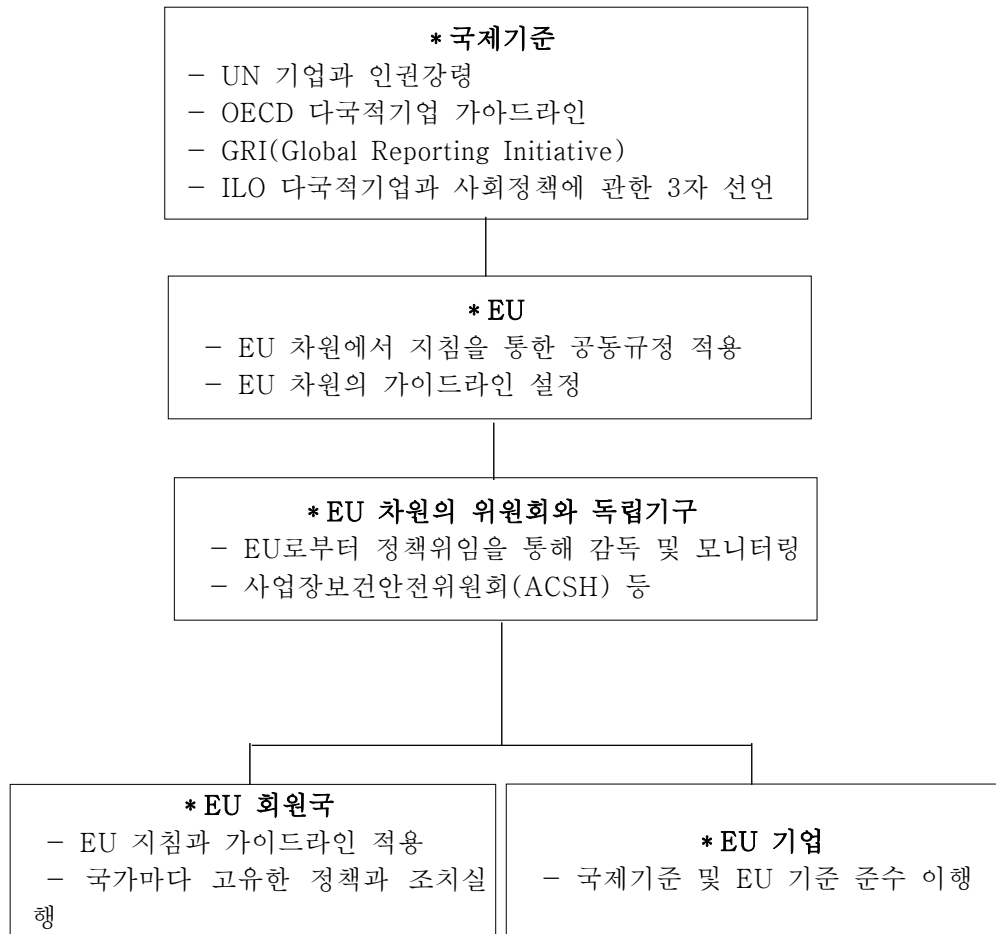 * 국제기준
- UN 기업과 인권강령
- OECD 다국적기업 가아드라인
- GRI(Global Reporting Initiative)
- ILO 다국적기업과 사회정책에 관한 3자 선언
* EU
- EU 차원에서 지침을 통한 공동규정 적용
- EU 차원의 가이드라인 설정
* EU 차원의 위원회와 독립기구
- EU로부터 정책위임을 통해 감독 및 모니터링
- 사업장보건안전위원회(ACSH) 등
* EU 회원국
- EU 지침과 가이드라인 적용
- 국가마다 고유한 정책과 조치실
행
* EU 기업
- 국제기준 및 EU 기준 준수 이행